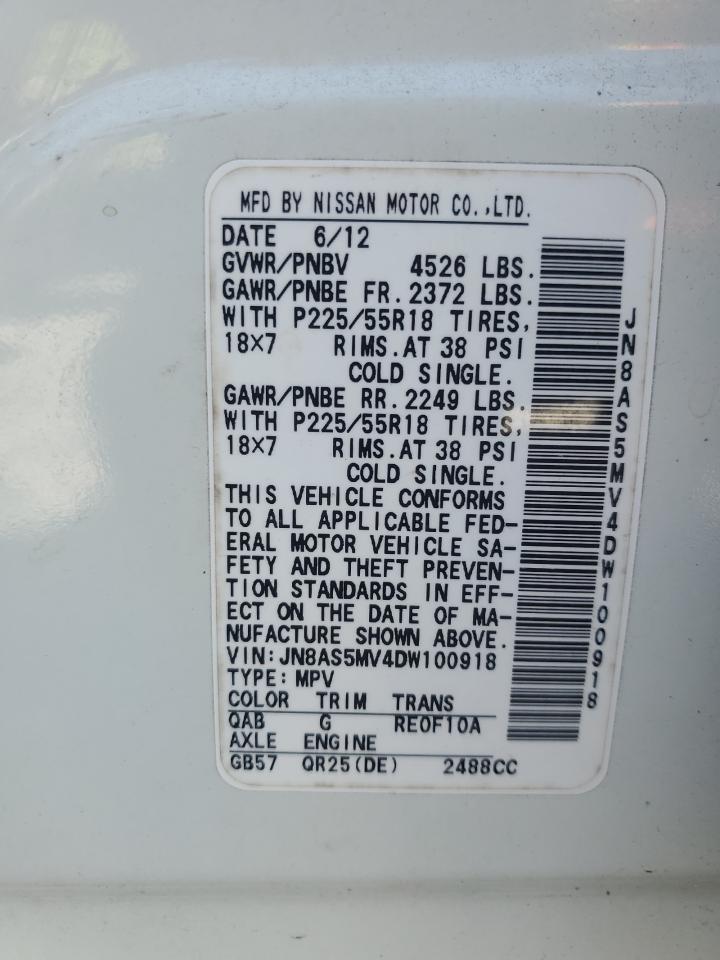 MFD BY NISSAN MOTOR CO.,LTD.
DATE 6/12
GVWR/PNBV 4526 LBS.
GAWR/PNBE FR.2372 LBS.
WITH P225/55R18 TIRES,
18X7 RIMS.AT 38 PSI
COLD SINGLE.
GAWR/PNBE RR.2249 LBS.
WITH P225/55R18 TIRES,
18X7 RIMS.AT 38 PSI
COLD SINGLE.
THIS VEHICLE CONFORMS
TO ALL APPLICABLE FED-
ERAL MOTOR VEHICLE SA-
FETY AND THEFT PREVEN-
TION STANDARDS IN EFF-
ECT ON THE DATE OF MA-
NUFACTURE SHOWN ABOVE.
VIN:JN8AS5MV4DW100918
TYPE:MPV
COLOR TRIM TRANS
QAB G RE0F10A
AXLE ENGINE
GB57 QR25(DE) 2488CC
JN8AS5MV4DW100918